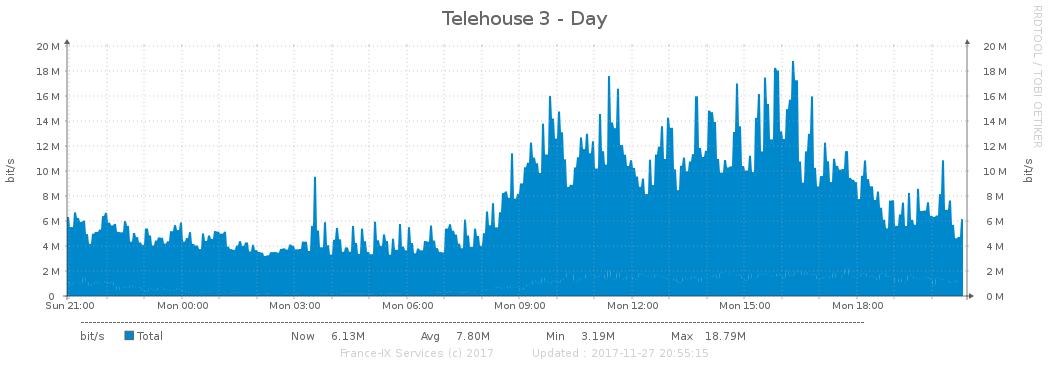 Telehouse 3 - Day
RRDTOOL / TOBI OETIKER
20 M 20 M
18 M 18 M
16 M 16 M
14 M 14 M
12 M 12 M
10 M 10 M
8 M 8 M
6 M 6 M
4 M 4 M
2 M 2 M
0 0 M
bit/s bit/s
Sun 21:00 Mon 00:00 Mon 03:00 Mon 06:00 Mon 09:00 Mon 12:00 Mon 15:00 Mon 18:00
bit/s Total Now 6.13M Avg 7.80M Min 3.19M Max 18.79M
France-IX Services (c) 2017 Updated : 2017-11-27 20:55:15